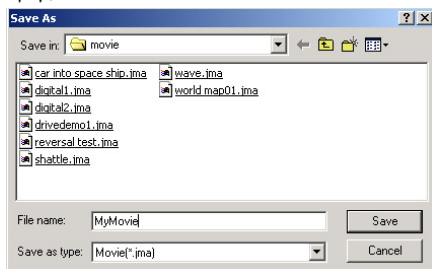 Save As
Save in: movie
car into space ship.jma
digital1.jma
digital2.jma
drivedemo1.jma
reversal test.jma
shattle.jma
wave.jma
world map01.jma
File name: MyMovie Save
Save as type: Movie(*.jma) Cancel